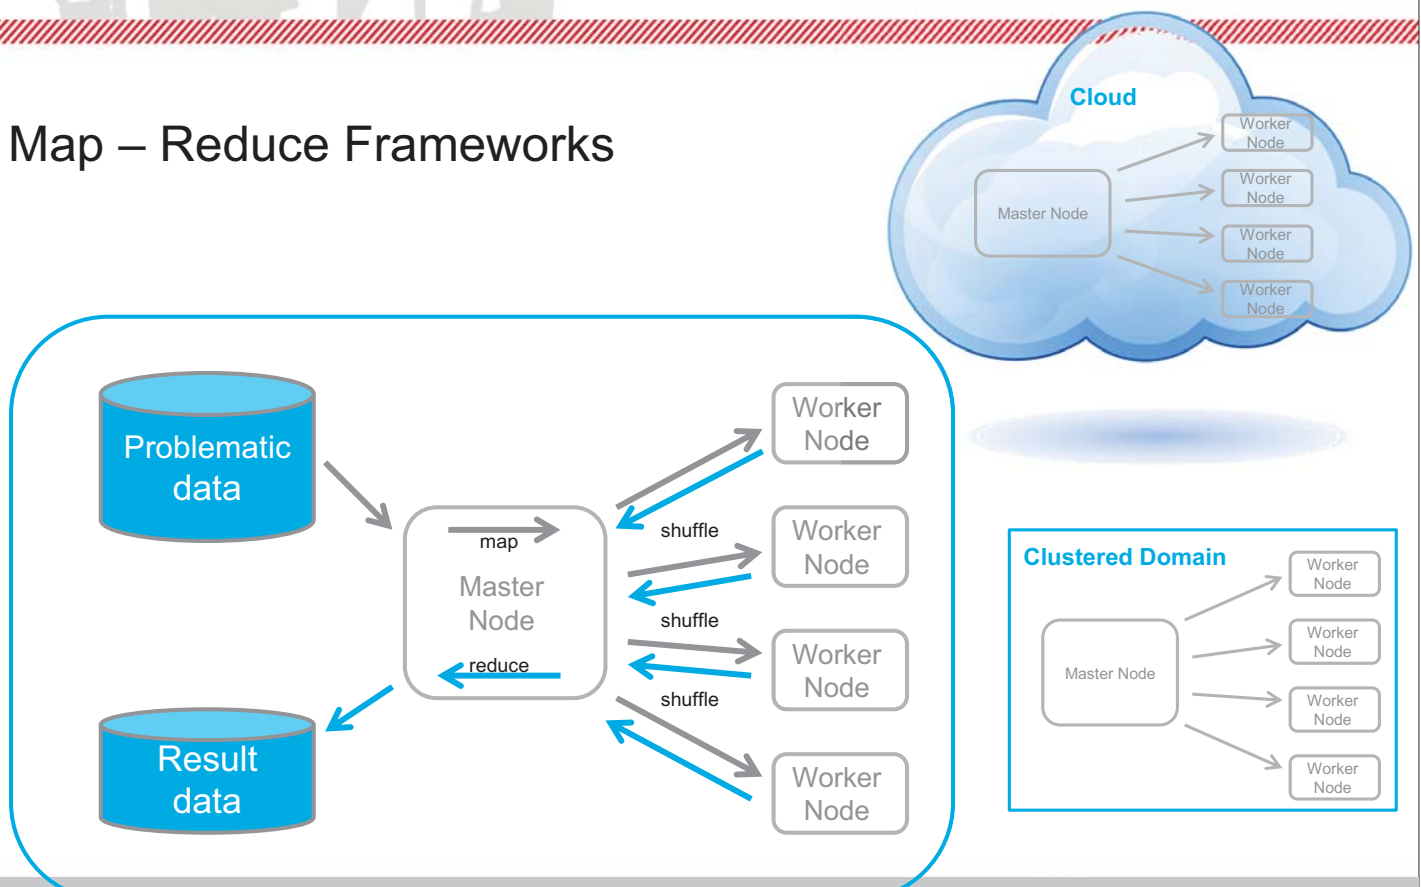 Map – Reduce Frameworks
Cloud
Master Node
Worker
Node
Worker
Node
Worker
Node
Worker
Node
Problematic
data
map
Master
Node
reduce
shuffle
shuffle
shuffle
Worker
Node
Worker
Node
Worker
Node
Worker
Node
Result
data
Clustered Domain
Master Node
Worker
Node
Worker
Node
Worker
Node
Worker
Node